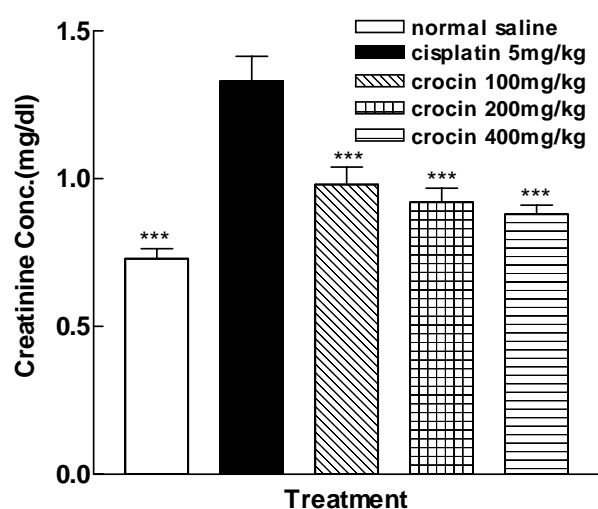 normal saline
cisplatin 5mg/kg
crocin 100mg/kg
crocin 200mg/kg
crocin 400mg/kg
1.5
1.0
0.5
0.0
Creatinine Conc.(mg/dl)
***
***
***
***
Treatment